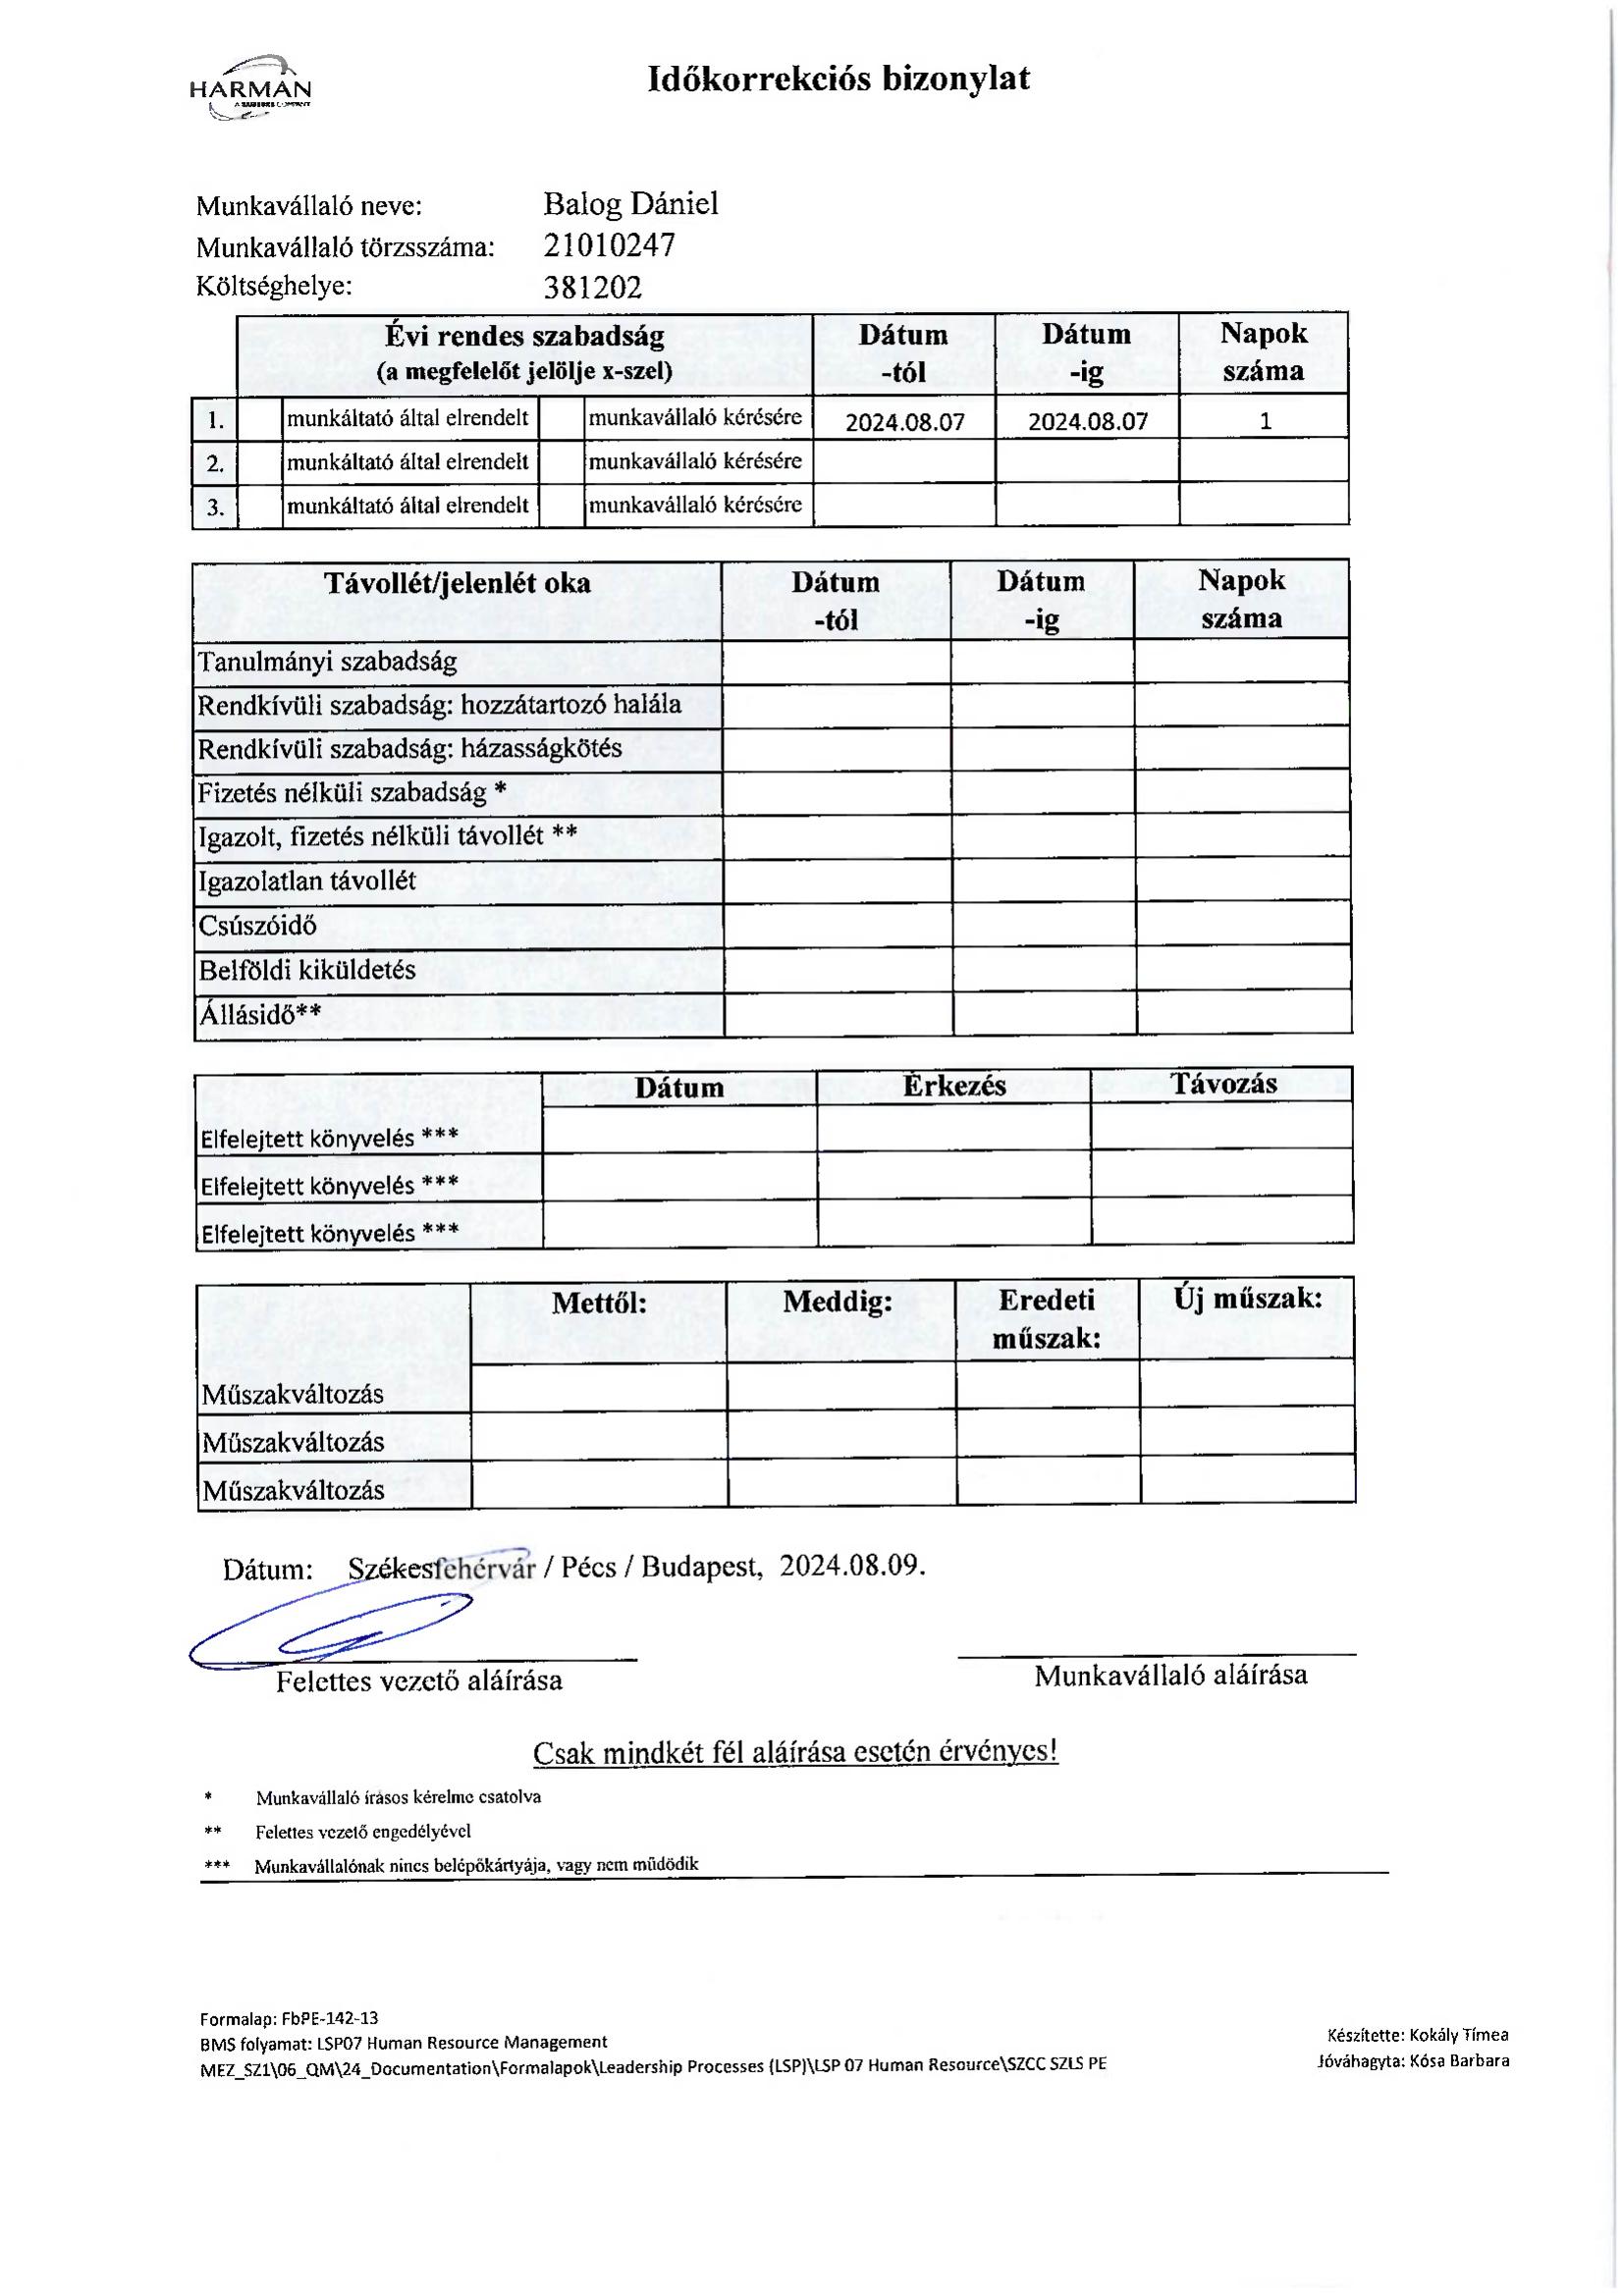 HARMAN
Időkorrekciós bizonylat
Munkavállaló neve: Balog Dániel
Munkavállaló törzsszáma: 21010247
Költséghelye: 381202
Évi rendes szabadság (a megfelelőt jelölje x-szel) Dátum -tól Dátum -ig Napok száma
1. munkáltató által elrendelt munkavállaló kérésére 2024.08.07 2024.08.07 1
2. munkáltató által elrendelt munkavállaló kérésére
3. munkáltató által elrendelt munkavállaló kérésére
Távollét/jelenlét oka Dátum -tól Dátum -ig Napok száma
Tanulmányi szabadság
Rendkívüli szabadság: hozzátartozó halála
Rendkívüli szabadság: házasságkötés
Fizetés nélküli szabadság *
Igazolt, fizetés nélküli távollét **
Igazolatlan távollét
Csúszóidő
Belföldi kiküldetés
Állásidő**
Dátum Érkezés Távozás
Elfelejtett könyvelés ***
Elfelejtett könyvelés ***
Elfelejtett könyvelés ***
Mettől: Meddig: Eredeti műszak: Új műszak:
Műszakváltozás
Műszakváltozás
Műszakváltozás
Dátum: Székesfehérvár / Pécs / Budapest, 2024.08.09.
Felettes vezető aláírása Munkavállaló aláírása
Csak mindkét fél aláírása esetén érvényes!
* Munkavállaló írásos kérelme csatolva
** Felettes vezető engedélyével
*** Munkavállalónak nincs belépőkártyája, vagy nemműdödik
Formalap: FbPE-142-13
BMS folyamat: LSP07 Human Resource Management
MEZ_SZ1\06_QM\24_Documentation\Formalapok\Leadership Processes (LSP)\LSP 07 Human Resource\SZCC SZLS PE
Készítette: Kokály Tímea
Jóváhagyta: Kósa Barbara